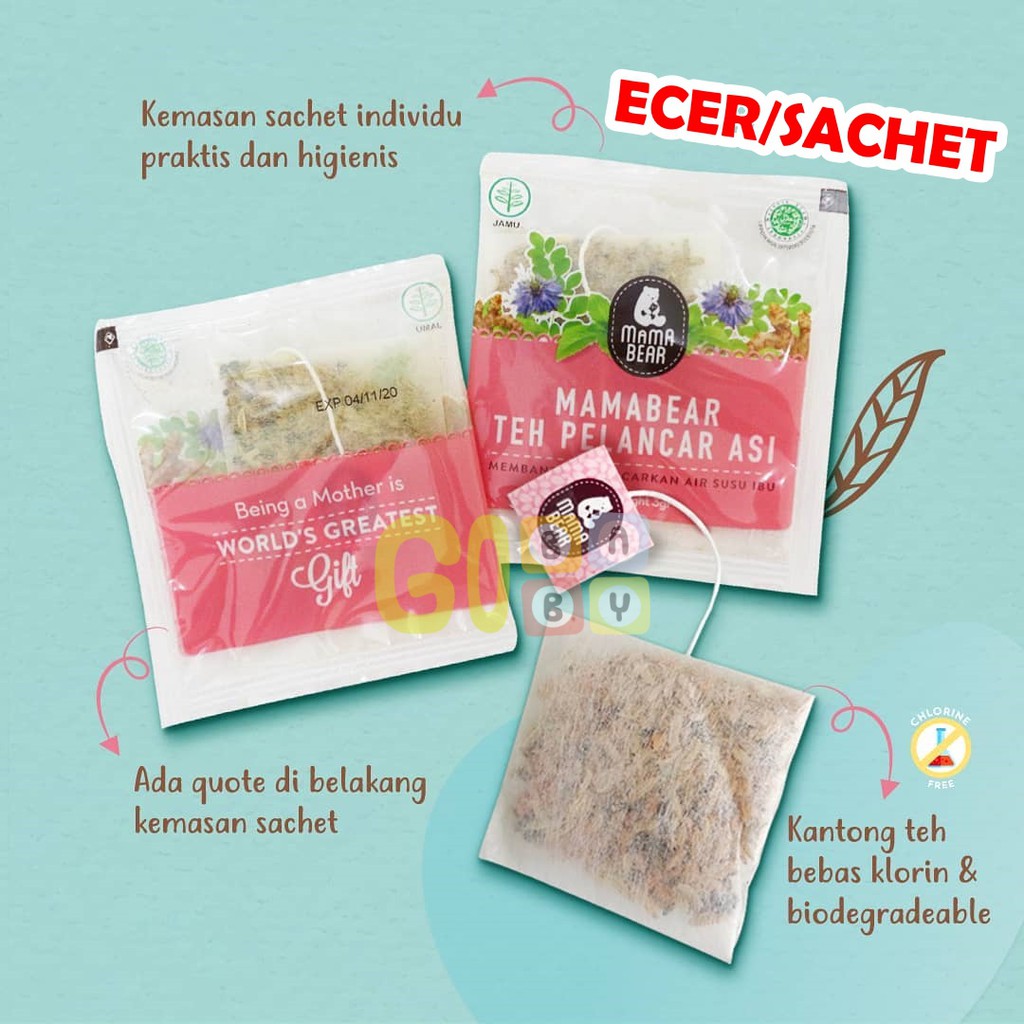 ECER/SACHET
Kemasan sachet individu
praktis dan higienis
JAMU
MAMA
BEAR
MAMABEAR
TEH PELANCAR ASI
AIR SUSU IBU
EXP 04/11/20
Being a Mother is
WORLD'S GREATEST
Gift
MAMA
BEAR
GO BABY
Ada quote di belakang
kemasan sachet
CHLORINE
FREE
Kantong teh
bebas klorin &
biodegradeable